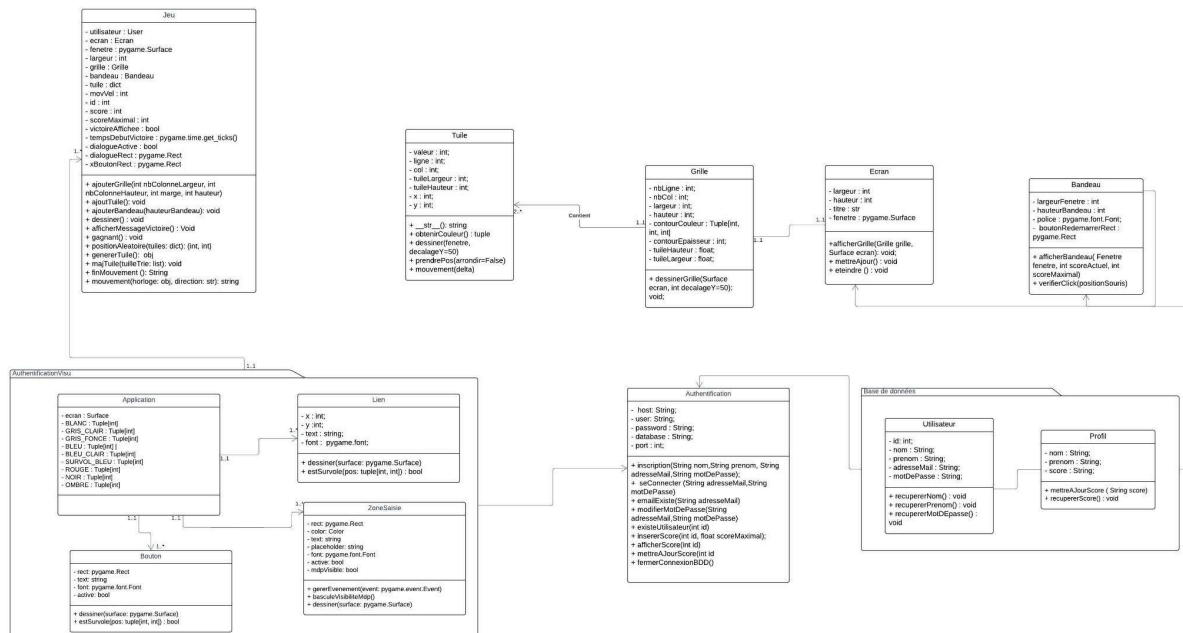 Jeu
- utilisateur : User
- ecran : Ecran
- fenetre : pygame.Surface
- largeur : int
- grille : Grille
- bandeau : Bandeau
- tuile : dict
- movVel : int
- id : int
- score : int
- scoreMaximal : int
- victoireAffichee : bool
- tempsDebutVictoire : pygame.time.get_ticks()
- dialogueActive : bool
- dialogueRect : pygame.Rect
- xBoutonRect : pygame.Rect
+ ajouterGrille(int nbColonneLargeur, int
nbColonneHauteur, int marge, int hauteur)
+ ajoutTuile(): void
+ ajouterBandeau(hauteurBandeau): void
+ dessiner() : void
+ afficherMessageVictoire() : Void
+ gagnant() : void
+ positionAleatoire(tuiles: dict): (int, int)
+ genererTuile(): obj
+ majTuile(tuilleTrie: list): void
+ finMouvement (): String
+ mouvement(horloge: obj, direction: str): string
1..*
Tuile
- valeur : int;
- ligne : int;
- col : int;
- tuileLargeur : int;
- tuileHauteur : int;
- x : int;
- y : int;
+ __str__(): string
+ obtenirCouleur() : tuple
+ dessiner(fenetre,
decalageY=50)
+ prendrePos(arrondir=False)
+ mouvement(delta)
2..*
Contient
1..1
Grille
- nbLigne : int;
- nbCol : int;
- largeur : int;
- hauteur : int;
- contourCouleur : Tuple[int,
int, int]
- contourEpaisseur : int;
- tuileHauteur : float;
- tuileLargeur : float;
+ dessinerGrille(Surface
ecran, int decalageY=50):
void;
1..1
1..1
Ecran
- largeur : int
- hauteur : int
- titre : str
- fenetre : pygame.Surface
+afficherGrille(Grille grille,
Surface ecran): void;
+ mettreAjour() : void
+ eteindre () : void
Bandeau
- largeurFenetre : int
- hauteurBandeau : int
- police : pygame.font.Font;
- boutonRedemarrerRect :
pygame.Rect
+ afficherBandeau( Fenetre
fenetre, int scoreActuel, int
scoreMaximal)
+ verifierClick(positionSouris)
1..1
AuthentificationVisu
Application
- ecran : Surface
- BLANC : Tuple[int]
- GRIS_CLAIR : Tuple[int]
- GRIS_FONCE : Tuple[int]
- BLEU : Tuple[int] |
- BLEU_CLAIR : Tuple[int]
- SURVOL_BLEU : Tuple[int]
- ROUGE : Tuple[int]
- NOIR : Tuple[int]
- OMBRE : Tuple[int]
1..1
1..*
Lien
- x : int;
- y :int;
- text : string;
- font : pygame.font;
+ dessiner(surface: pygame.Surface)
+ estSurvole(pos: tuple[int, int]) : bool
1..1
1..1
1..*
ZoneSaisie
- rect: pygame.Rect
- color: Color
- text: string
- placeholder: string
- font: pygame.font.Font
- active: bool
- mdpVisible: bool
+ gererEvenement(event: pygame.event.Event)
+ basculeVisibiliteMdp()
+ dessiner(surface: pygame.Surface)
1..*
Bouton
- rect: pygame.Rect
- text: string
- font: pygame.font.Font
- active: bool
+ dessiner(surface: pygame.Surface)
+ estSurvole(pos: tuple[int, int]) : bool
Authentification
- host: String;
- user: String;
- password : String;
- database : String;
- port : int;
+ inscription(String nom,String prenom, String
adresseMail,String motDePasse)
+ seConnecter (String adresseMail,String
motDePasse)
+ emailExiste(String adresseMail)
+ modifierMotDePasse(String
adresseMail,String motDePasse)
+ existeUtilisateur(int id)
+ insererScore(int id, float scoreMaximal);
+ afficherScore(int id)
+ mettreAJourScore(int id
+ fermerConnexionBDD()
Base de données
Utilisateur
- id: int;
- nom : String;
- prenom : String;
- adresseMail : String;
- motDePasse : String;
+ recupererNom() : void
+ recupererPrenom() : void
+ recupererMotDEpasse() :
void
Profil
- nom : String;
- prenom : String;
- score : String;
+ mettreAJourScore ( String score)
+ recupererScore() : void